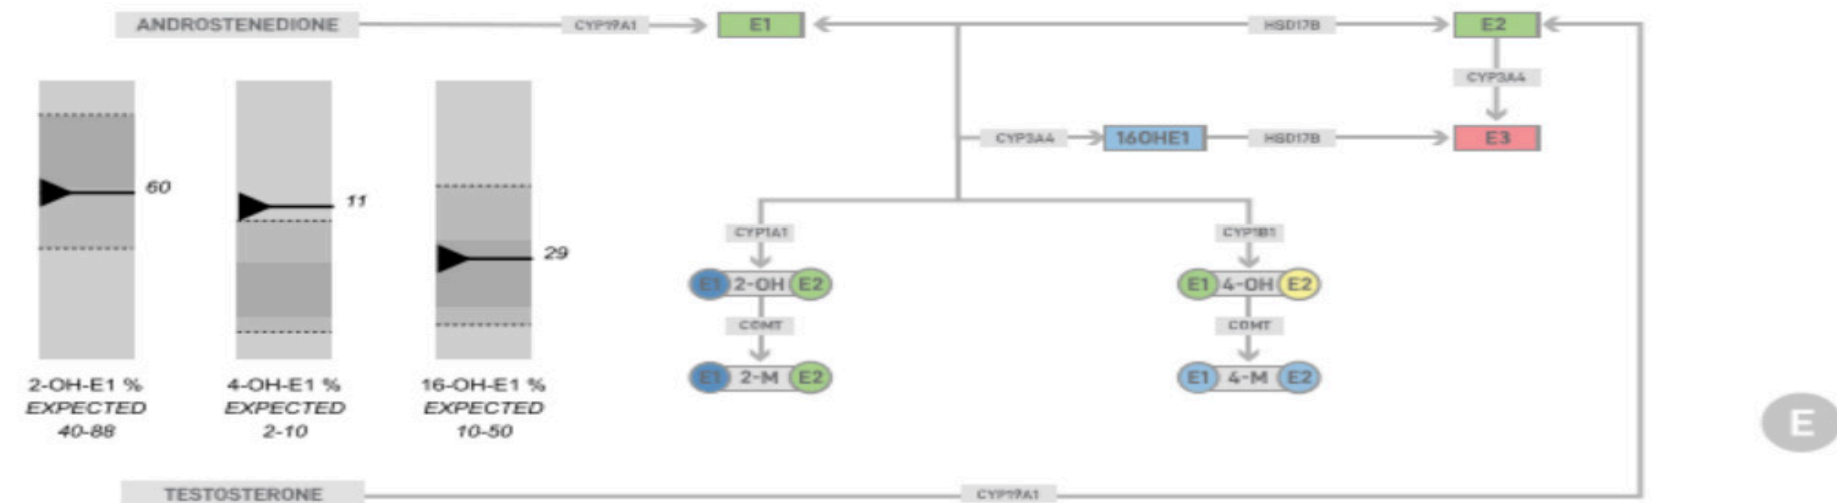 ANDROSTENEDIONE CYP19A1 E1 HSD17B E2
CYP3A4
CYP3A4 16OHE1 HSD17B E3
60
11
29
CYP1A1 CYP1B1
E1 2-OH E2 E1 4-OH E2
COMT COMT
E1 2-M E2 E1 4-M E2
2-OH-E1 %
EXPECTED
40-88
4-OH-E1 %
EXPECTED
2-10
16-OH-E1 %
EXPECTED
10-50
E
TESTOSTERONE CYP19A1